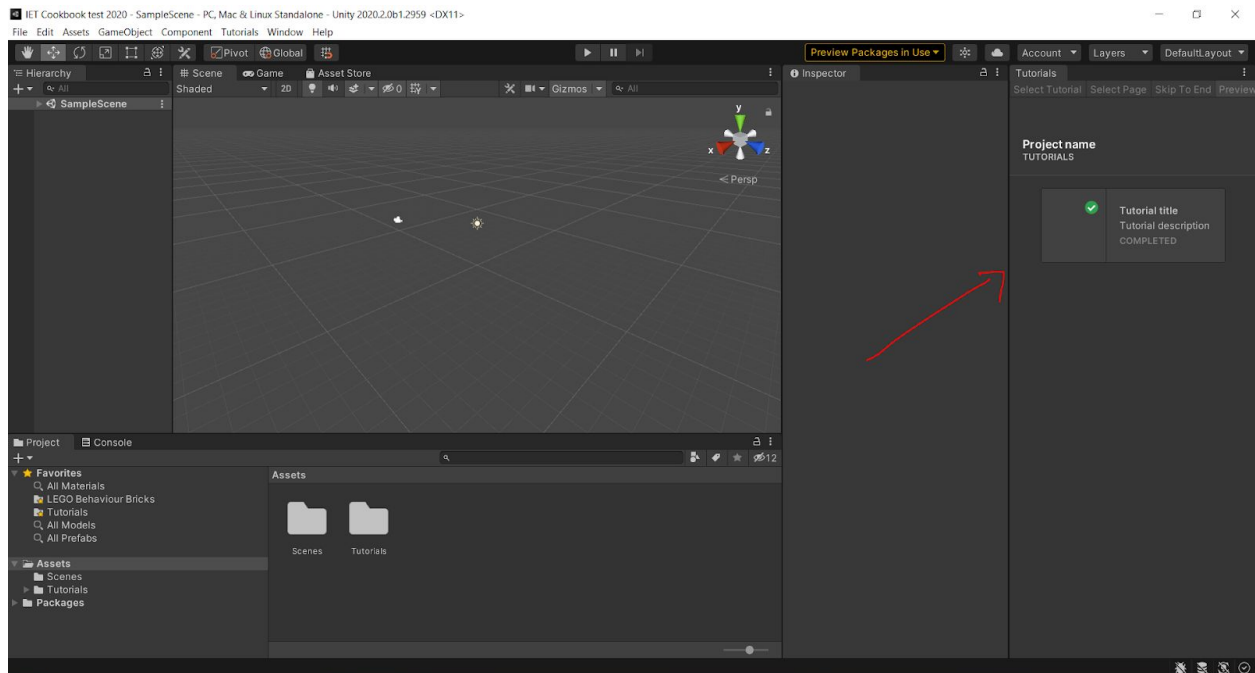 IET Cookbook test 2020 - SampleScene - PC, Mac & Linux Standalone - Unity 2020.2.0b1.2959 <DX11>
File Edit Assets GameObject Component Tutorials Window Help
Pivot Global Preview Packages in Use Account Layers DefaultLayout
Hierarchy
All
SampleScene
Scene Game Asset Store
Shaded 2D 0 Gizmos All
y
x z
Persp
Inspector
Tutorials
Select Tutorial Select Page Skip To End Preview
Project name
TUTORIALS
Tutorial title
Tutorial description
COMPLETED
Project Console
12
Favorites
All Materials
LEGO Behaviour Bricks
Tutorials
All Models
All Prefabs
Assets
Scenes
Tutorials
Packages
Assets
Scenes Tutorials